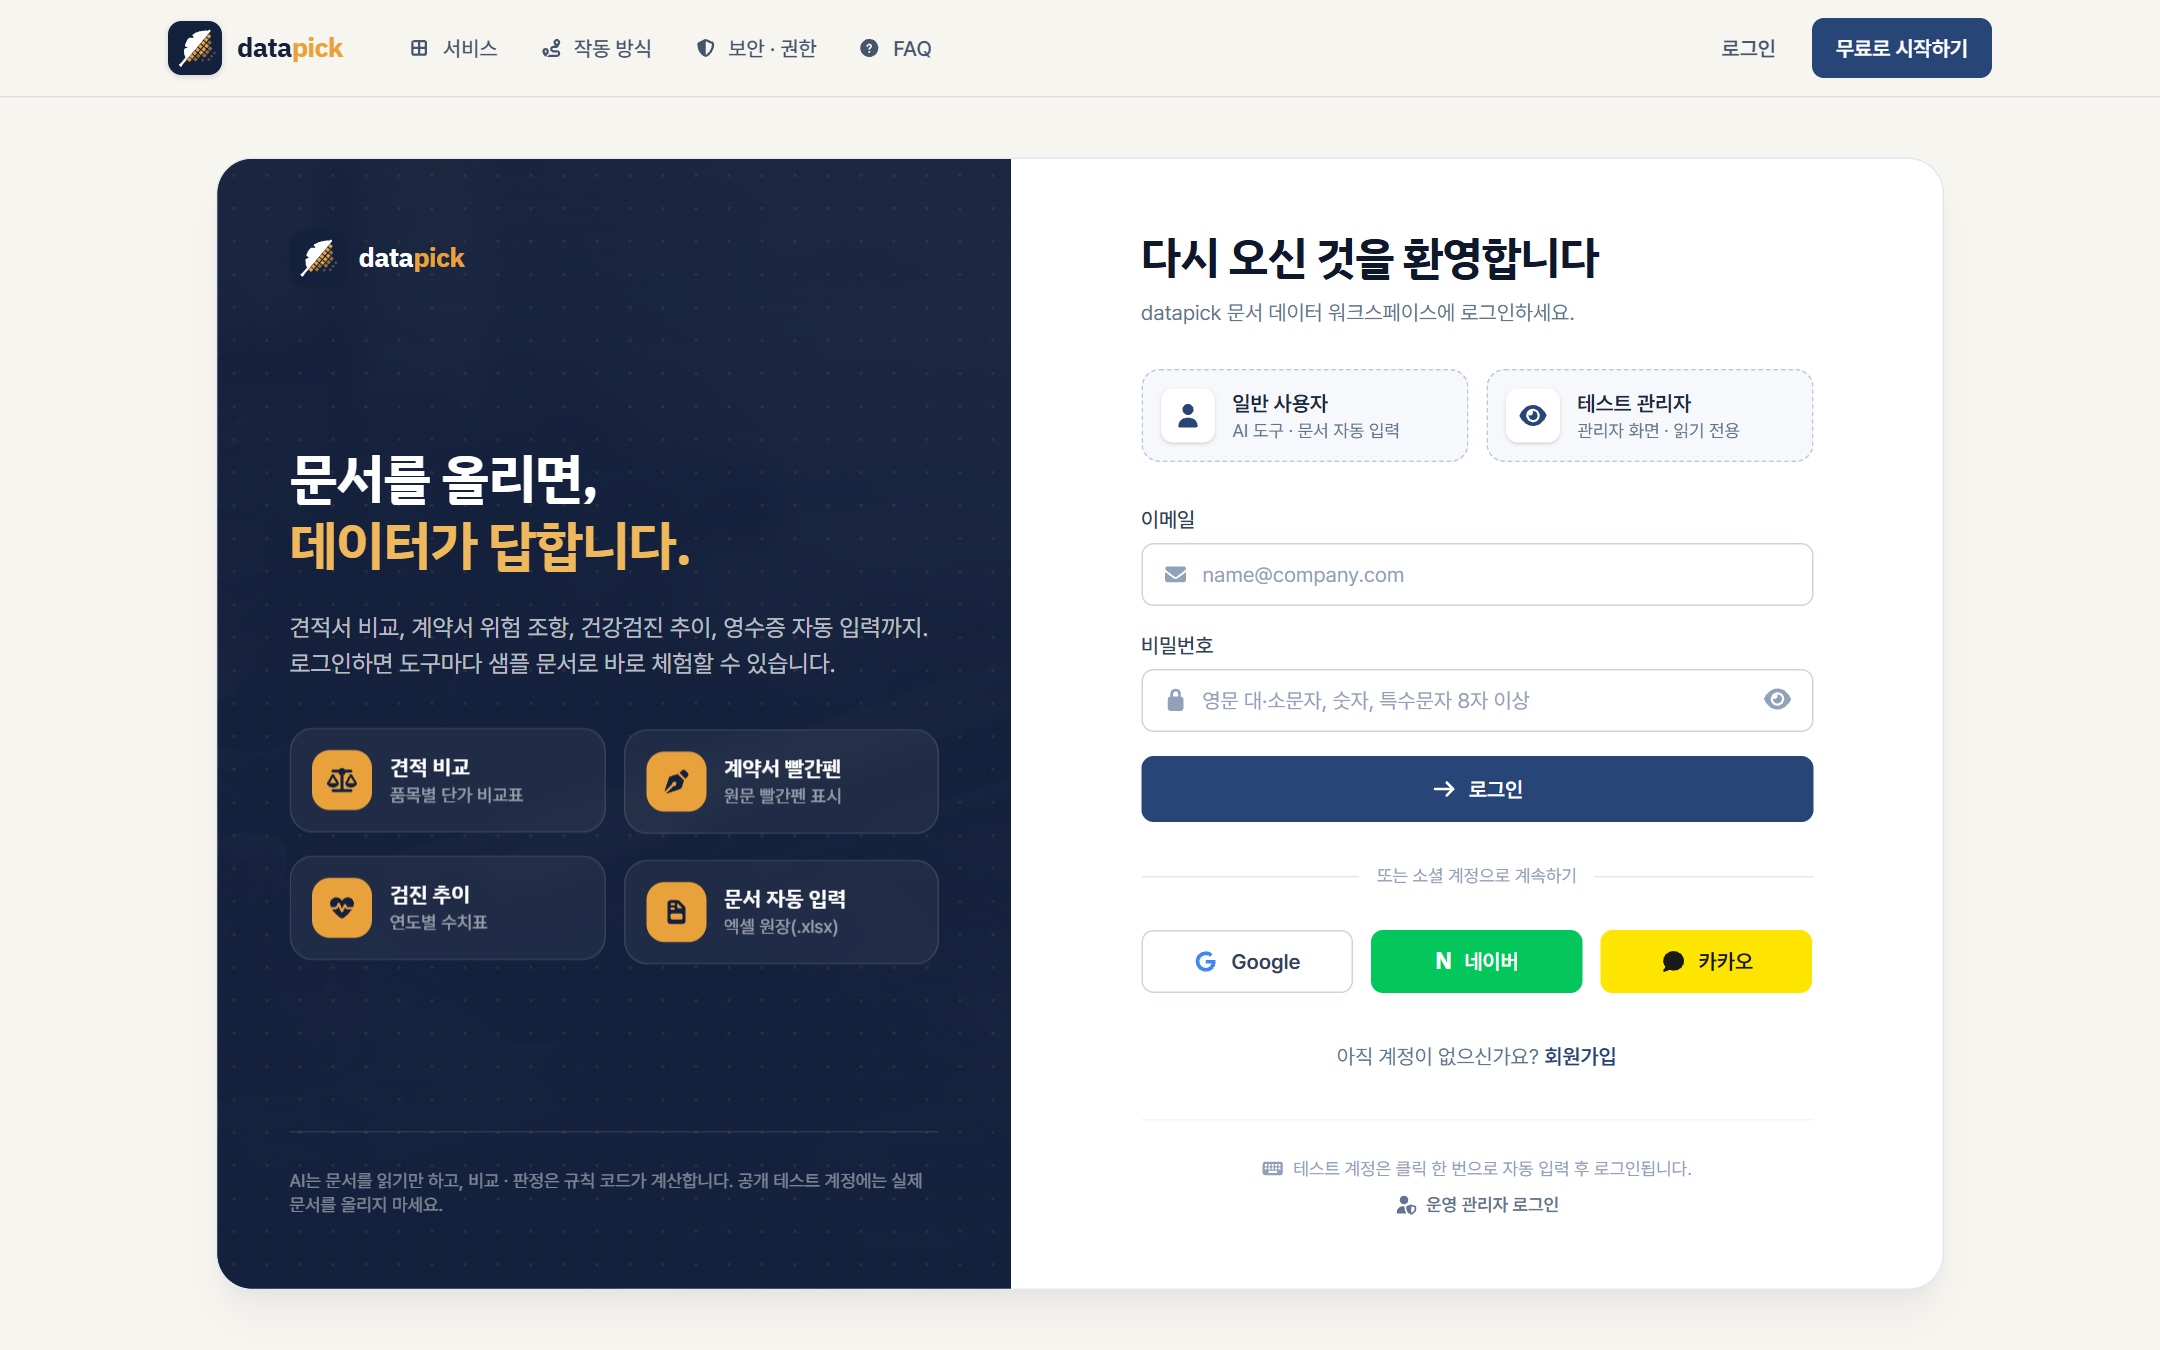 datapick
서비스
작동 방식
보안 · 권한
FAQ
로그인
무료로 시작하기
datapick
문서를 올리면,
데이터가 답합니다.
견적서 비교, 계약서 위험 조항, 건강검진 추이, 영수증 자동 입력까지.
로그인하면 도구마다 샘플 문서로 바로 체험할 수 있습니다.
견적 비교
품목별 단가 비교표
계약서 빨간펜
원문 빨간펜 표시
검진 추이
연도별 수치표
문서 자동 입력
엑셀 원장(.xlsx)
AI는 문서를 읽기만 하고, 비교 · 판정은 규칙 코드가 계산합니다. 공개 테스트 계정에는 실제
문서를 올리지 마세요.
다시 오신 것을 환영합니다
datapick 문서 데이터 워크스페이스에 로그인하세요.
일반 사용자
AI 도구 · 문서 자동 입력
테스트 관리자
관리자 화면 · 읽기 전용
이메일
name@company.com
비밀번호
영문 대·소문자, 숫자, 특수문자 8자 이상
로그인
또는 소셜 계정으로 계속하기
Google
N 네이버
카카오
아직 계정이 없으신가요? 회원가입
테스트 계정은 클릭 한 번으로 자동 입력 후 로그인됩니다.
운영 관리자 로그인